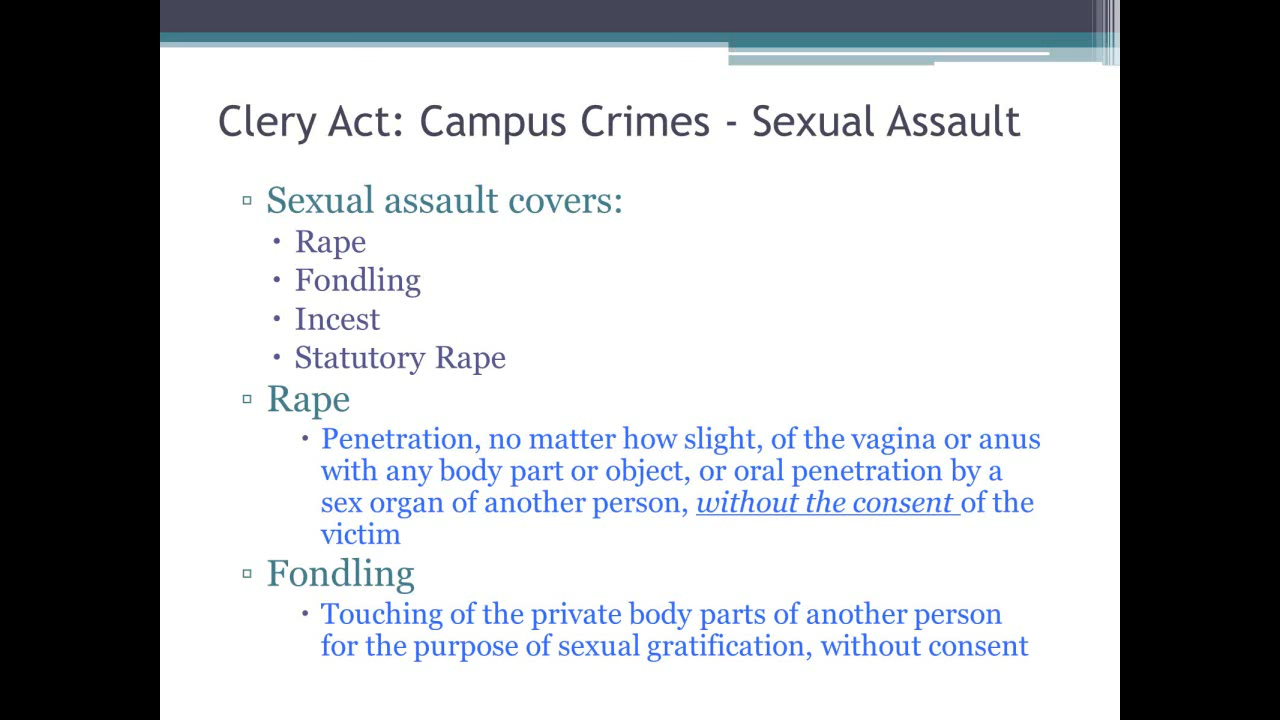 Clery Act: Campus Crimes - Sexual Assault
▫ Sexual assault covers:
• Rape
• Fondling
• Incest
• Statutory Rape
▫ Rape
• Penetration, no matter how slight, of the vagina or anus
with any body part or object, or oral penetration by a
sex organ of another person, without the consent of the
victim
▫ Fondling
• Touching of the private body parts of another person
for the purpose of sexual gratification, without consent